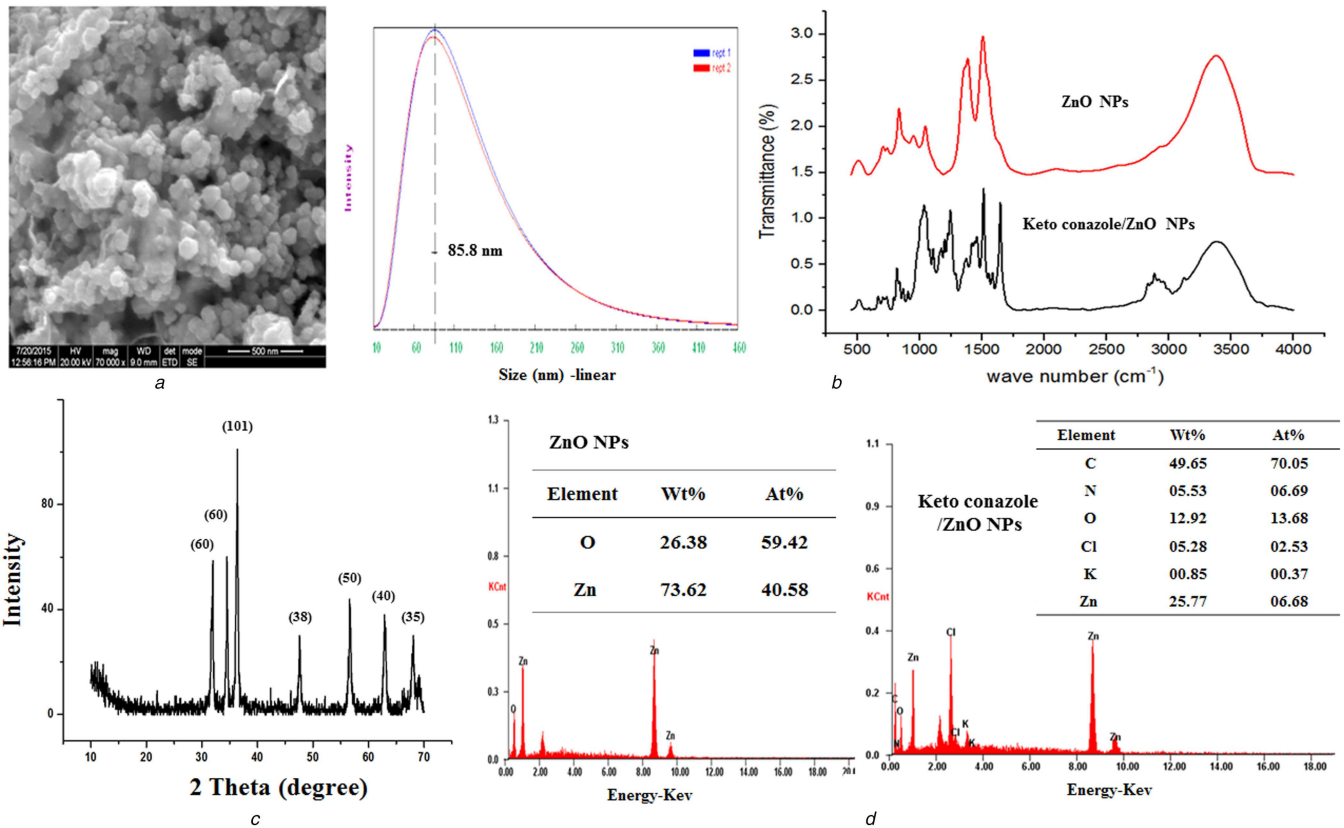 7/20/2015 HV mag WD det mode 500 nm
12:56:16 PM 20.00 kV 70 000 x 9.0 mm ETD SE
a
Intensity
rept 1
rept 2
85.8 nm
10 60 110 160 210 260 310 360 410 460
Size (nm) -linear
Transmittance (%)
3.0
2.5
2.0
1.5
1.0
0.5
0.0
ZnO NPs
Keto conazole/ZnO NPs
500 1000 1500 2000 2500 3000 3500 4000
wave number (cm-1)
b
Intensity
80
40
0
(60)
(60)
(101)
(38)
(50)
(40)
(35)
10 20 30 40 50 60 70
2 Theta (degree)
c
1.3
1.1
0.8
KCnt
0.5
0.3
0.0
ZnO NPs
Element Wt% At%
O 26.38 59.42
Zn 73.62 40.58
O
Zn
Zn
Zn
0.00 2.00 4.00 6.00 8.00 10.00 12.00 14.00 16.00 18.00 20.0
Energy-Kev
1.1
0.9
0.6
KCnt
0.4
0.2
0.0
Keto conazole
/ZnO NPs
Element Wt% At%
C 49.65 70.05
N 05.53 06.69
O 12.92 13.68
Cl 05.28 02.53
K 00.85 00.37
Zn 25.77 06.68
C
N
O
Zn
Cl
Cl
K
K
Zn
Zn
0.00 2.00 4.00 6.00 8.00 10.00 12.00 14.00 16.00 18.00
Energy-Kev
d